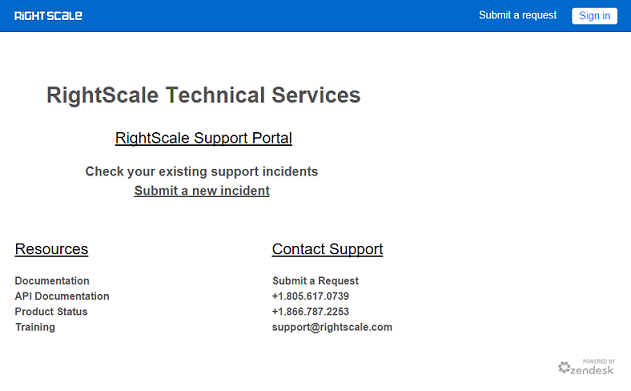 RIGHTSCALE
Submit a request
Sign in
RightScale Technical Services
RightScale Support Portal
Check your existing support incidents
Submit a new incident
Resources
Documentation
API Documentation
Product Status
Training
Contact Support
Submit a Request
+1.805.617.0739
+1.866.787.2253
support@rightscale.com
POWERED BY
zendesk